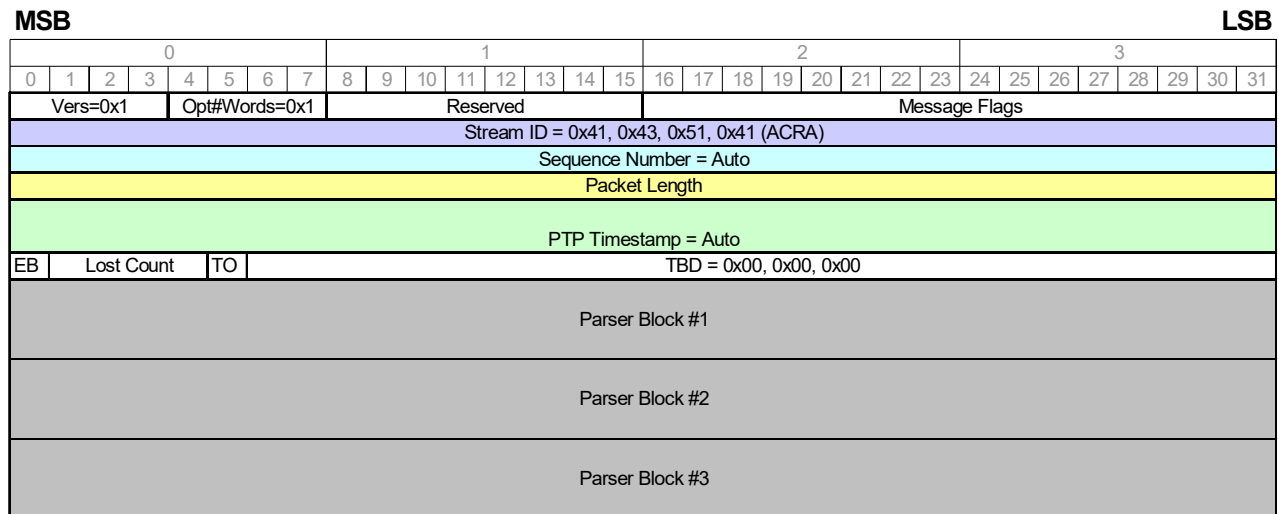 MSB LSB
0 1 2 3
0 1 2 3 4 5 6 7 8 9 10 11 12 13 14 15 16 17 18 19 20 21 22 23 24 25 26 27 28 29 30 31
Vers=0x1 Opt#Words=0x1 Reserved Message Flags
Stream ID = 0x41, 0x43, 0x51, 0x41 (ACRA)
Sequence Number = Auto
Packet Length
PTP Timestamp = Auto
EB Lost Count TO TBD = 0x00, 0x00, 0x00
Parser Block #1
Parser Block #2
Parser Block #3